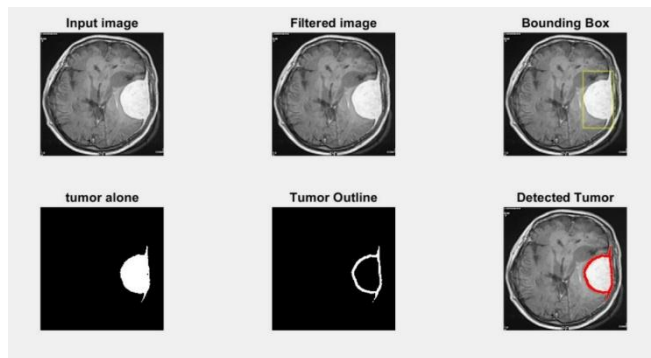 Input image
Filtered image
Bounding Box
tumor alone
Tumor Outline
Detected Tumor